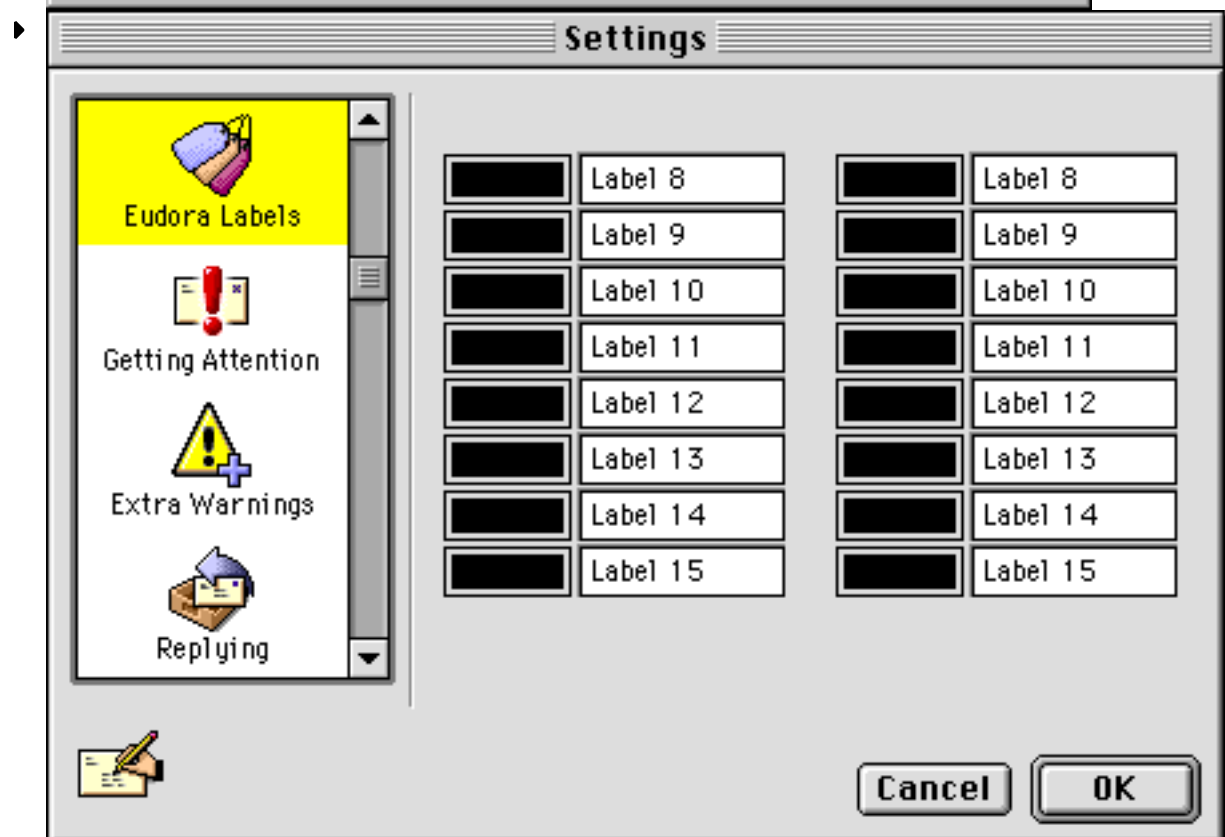 Settings
Eudora Labels
Getting Attention
Extra Warnings
Replying
Label 8
Label 9
Label 10
Label 11
Label 12
Label 13
Label 14
Label 15
Label 8
Label 9
Label 10
Label 11
Label 12
Label 13
Label 14
Label 15
Cancel
OK